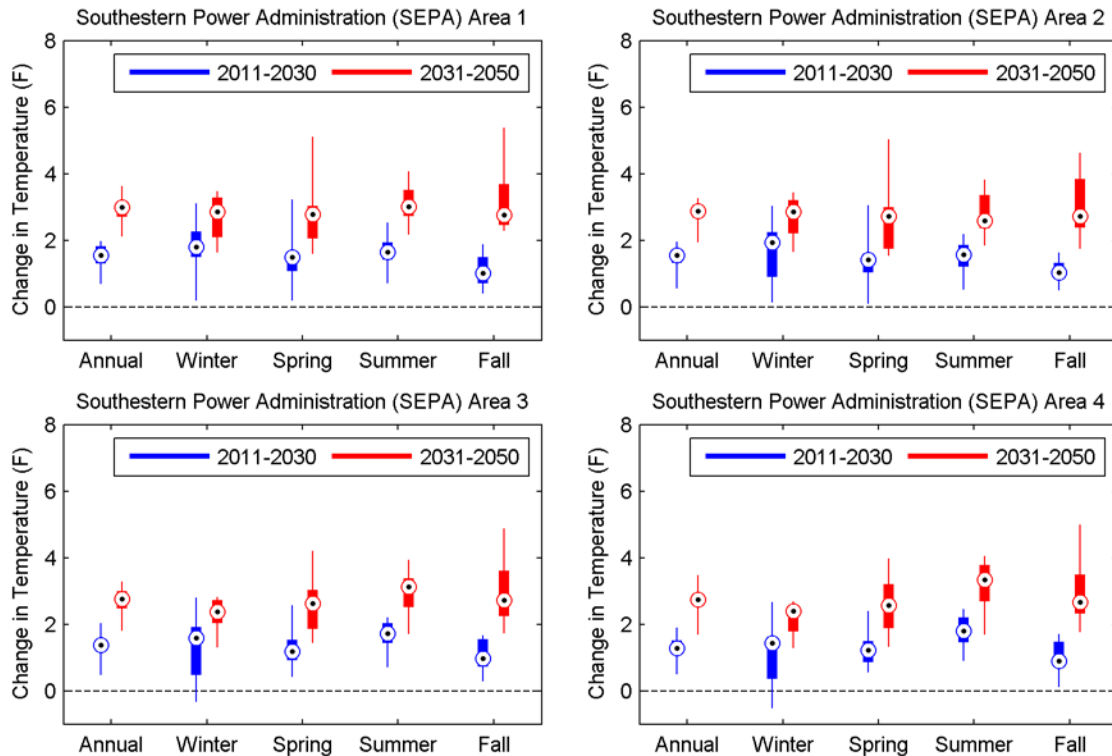 Southestern Power Administration (SEPA) Area 1
Change in Temperature (F)
8
6
4
2
0
2011-2030
2031-2050
Annual Winter Spring Summer Fall
Southestern Power Administration (SEPA) Area 2
Change in Temperature (F)
8
6
4
2
0
2011-2030
2031-2050
Annual Winter Spring Summer Fall
Southestern Power Administration (SEPA) Area 3
Change in Temperature (F)
8
6
4
2
0
2011-2030
2031-2050
Annual Winter Spring Summer Fall
Southestern Power Administration (SEPA) Area 4
Change in Temperature (F)
8
6
4
2
0
2011-2030
2031-2050
Annual Winter Spring Summer Fall